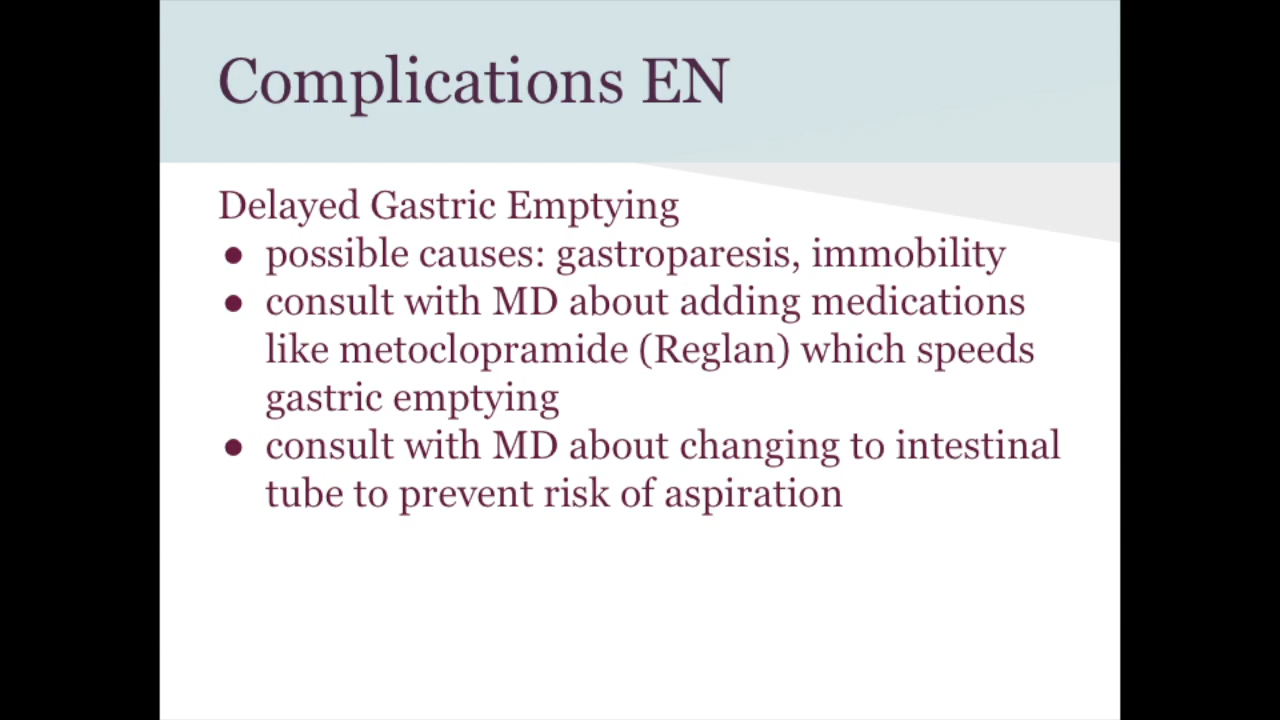 Complications EN
Delayed Gastric Emptying
● possible causes: gastroparesis, immobility
● consult with MD about adding medications
like metoclopramide (Reglan) which speeds
gastric emptying
● consult with MD about changing to intestinal
tube to prevent risk of aspiration